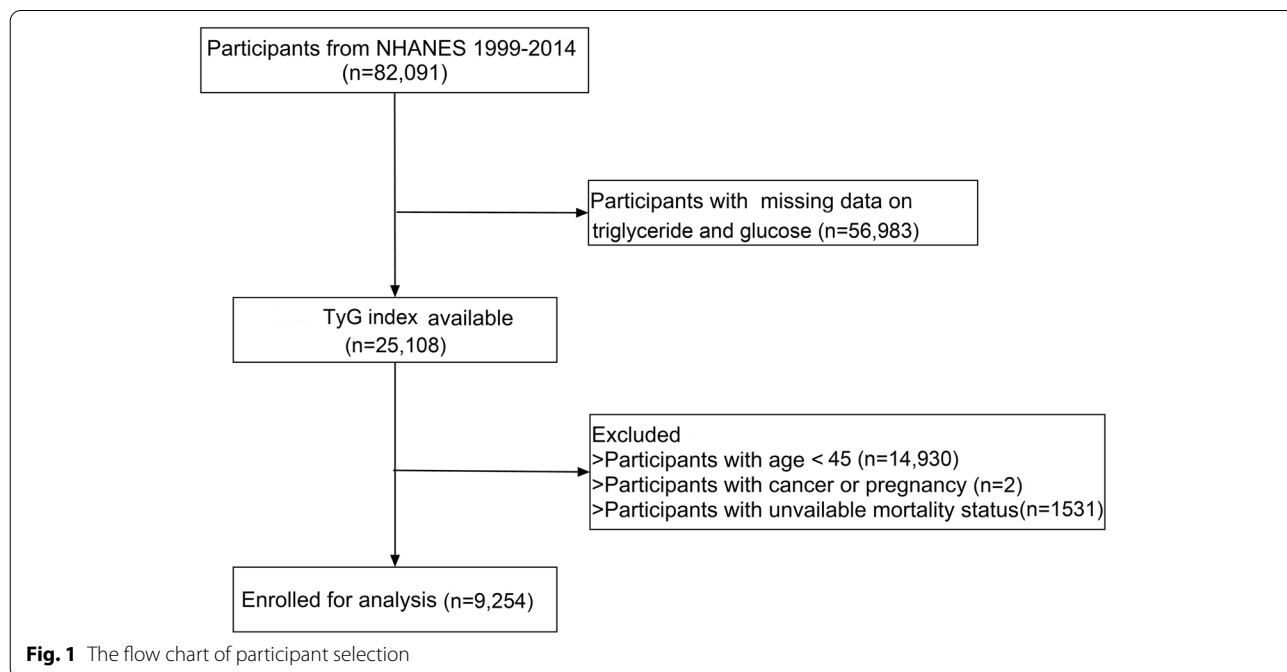 Participants from NHANES 1999-2014
(n=82,091)
Participants with missing data on
triglyceride and glucose (n=56,983)
TyG index available
(n=25,108)
Excluded
>Participants with age < 45 (n=14,930)
>Participants with cancer or pregnancy (n=2)
>Participants with unvailable mortality status(n=1531)
Enrolled for analysis (n=9,254)
Fig. 1 The flow chart of participant selection